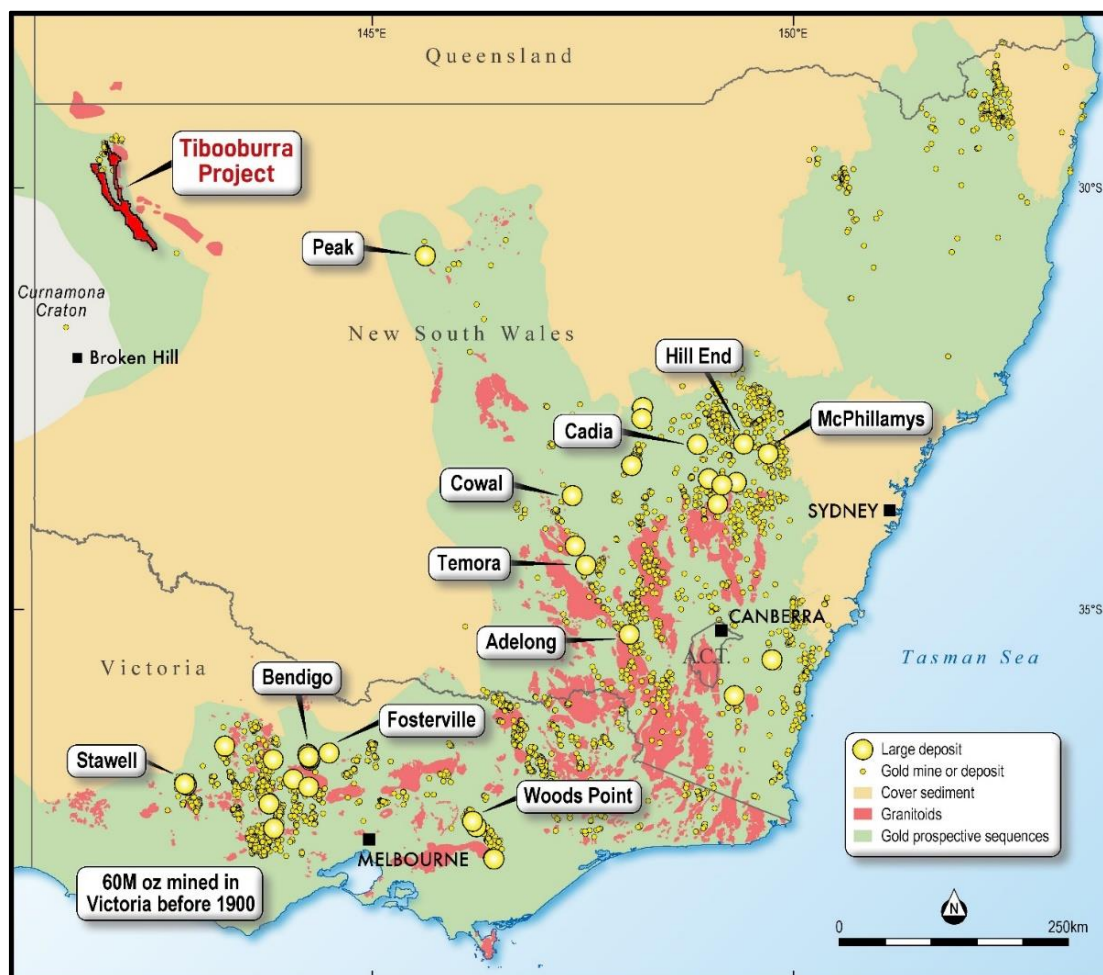 145°E
150°E
Queensland
Tibooburra
Project
30°S
Peak
Curnamona
Craton
New South Wales
Broken Hill
Hill End
Cadia
McPhillamys
Cowal
SYDNEY
Temora
35°S
CANBERRA
Adelong
A.C.T.
Tasman Sea
Victoria
Bendigo
Fosterville
Stawell
Woods Point
MELBOURNE
60M oz mined in
Victoria before 1900
Large deposit
Gold mine or deposit
Cover sediment
Granitoids
Gold prospective sequences
N
0
250km